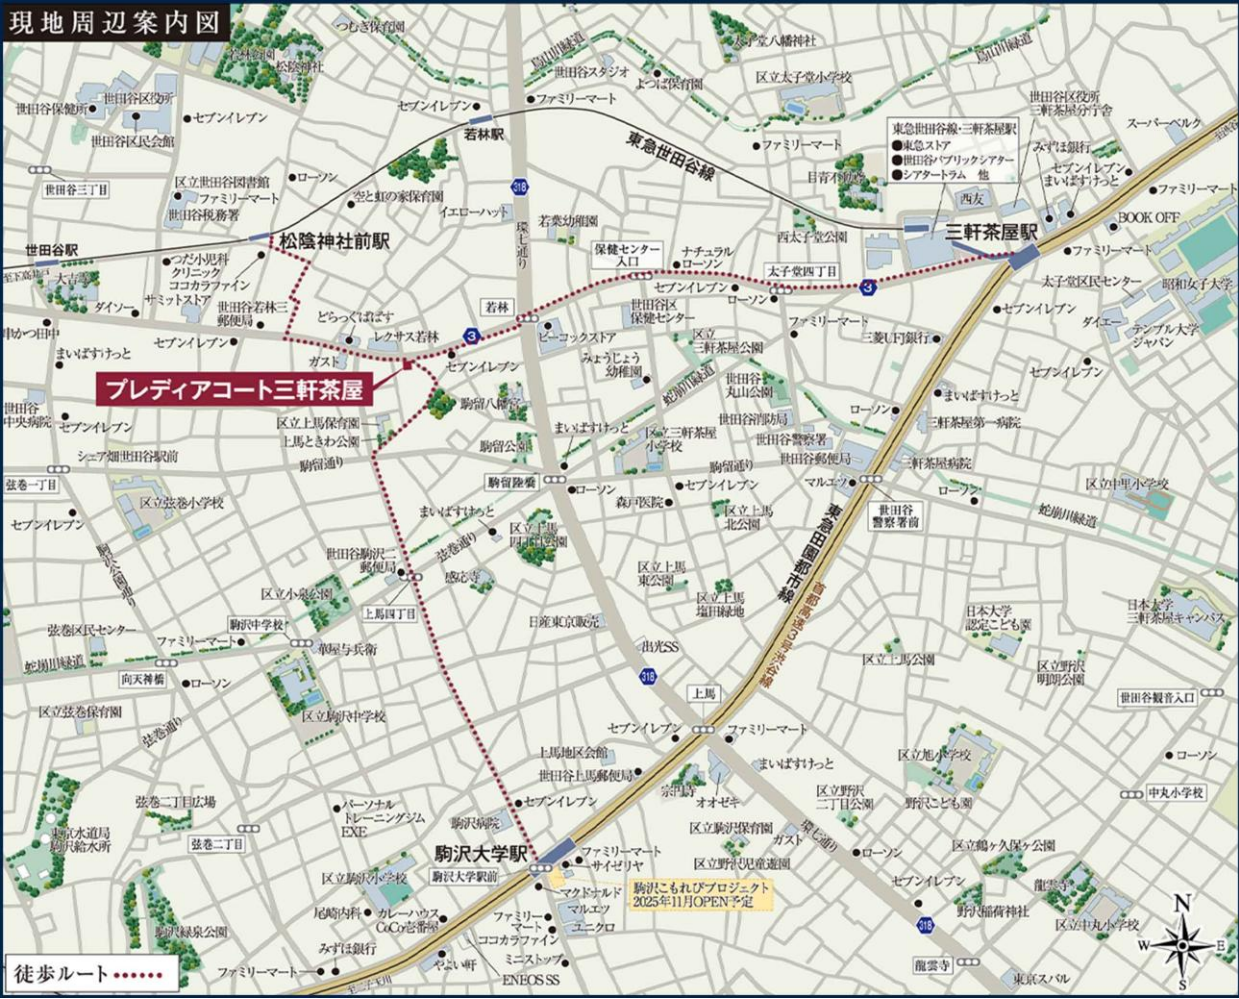 現地周辺案内図
つむぎ保育園
烏山川緑道
太子堂八幡神社
烏山川緑道
松陰神社
世田谷スタジオ
よつば保育園
区立太子堂小学校
世田谷保健所
世田谷区役所
世田谷区民会館
セブンイレブン
セブンイレブン
ファミリーマート
若林駅
東急世田谷線
ファミリーマート
東急世田谷線・三軒茶屋駅
●東急ストア
●世田谷パブリックシアター
●シアタートラム 他
世田谷区役所
三軒茶屋分庁舎
みずほ銀行
スーパーベルク
セブンイレブン
まいばすけっと
ファミリーマート
BOOK OFF
世田谷三丁目
区立世田谷図書館
ファミリーマート
世田谷税務署
ローソン
空と虹の家保育園
イエローハット
318
環七通り
若葉幼稚園
目青不動尊
西友
西太子堂公園
三軒茶屋駅
ファミリーマート
世田谷駅
松陰神社前駅
大吉寺
つだ小児科
クリニック
ココカラファイン
サミットストア
ダイソー
世田谷若林三
郵便局
保健センター
入口
ナチュラル
ローソン
太子堂四丁目
セブンイレブン
ローソン
3
太子堂区民センター
昭和女子大学
串かつ田中
まいばすけっと
セブンイレブン
どらっぐぱぱす
レクサス若林
ガスト
3
若林
セブンイレブン
ピーコックストア
世田谷区
保健センター
みょうじょう
幼稚園
区立
三軒茶屋公園
ファミリーマート
三菱UFJ銀行
セブンイレブン
ダイエー
テンプル大学
ジャパン
セブンイレブン
プレディアコート三軒茶屋
世田谷
中央病院
セブンイレブン
区立上馬保育園
上馬ときわ公園
駒留八幡宮
駒留公園
まいばすけっと
蛇崩川緑道
世田谷
丸山公園
世田谷消防署
世田谷警察署
世田谷郵便局
ローソン
まいばすけっと
三軒茶屋第一病院
三軒茶屋病院
シェア畑世田谷駅前
駒留通り
弦巻一丁目
区立弦巻小学校
セブンイレブン
駒留陸橋
ローソン
区立三軒茶屋
小学校
駒留通り
セブンイレブン
森戸医院
マルエツ
世田谷
警察署前
ローソン
蛇崩川緑道
区立中里小学校
駒沢公園通り
まいばすけっと
弦巻通り
区立上馬
四丁目公園
区立上馬
北公園
東急田園都市線
首都高速3号渋谷線
世田谷駒沢二
郵便局
感応寺
上馬四丁目
区立上馬
東公園
区立上馬
塩田緑地
区立小泉公園
駒沢中学校
弦巻区民センター
ファミリーマート
華屋与兵衛
蛇崩川緑道
向天神橋
ローソン
日産東京販売
出光SS
318
日本大学
認定こども園
日本大学
三軒茶屋キャンパス
区立上馬公園
区立野沢
明朗公園
世田谷観音入口
区立弦巻保育園
弦巻通り
区立駒沢中学校
上馬
セブンイレブン
ファミリーマート
上馬地区会館
世田谷上馬郵便局
まいばすけっと
宗円寺
オオゼキ
区立旭小学校
野沢こども園
区立野沢
二丁目公園
ローソン
中丸小学校
弦巻二丁目広場
弦巻二丁目
東京水道局
駒沢給水所
パーソナル
トレーニングジム
EXE
セブンイレブン
駒沢病院
駒沢大学駅
駒沢大学駅前
ファミリーマート
サイゼリヤ
区立駒沢保育園
区立野沢児童遊園
環七通り
ガスト
ローソン
区立鶴ヶ久保ヶ公園
龍雲寺
区立駒沢小学校
駒沢こもれびプロジェクト
2025年11月OPEN予定
セブンイレブン
野沢稲荷神社
区立中丸小学校
駒沢緑泉公園
尾崎内科
カレーハウス
CoCo壱番屋
マクドナルド
マルエツ
ユニクロ
ファミリー
マート
ココカラファイン
ミニストップ
ENEOS SS
みずほ銀行
ファミリーマート
やよい軒
至二子玉川
318
龍雲寺
東京スバル
徒歩ルート
N
W
E
S